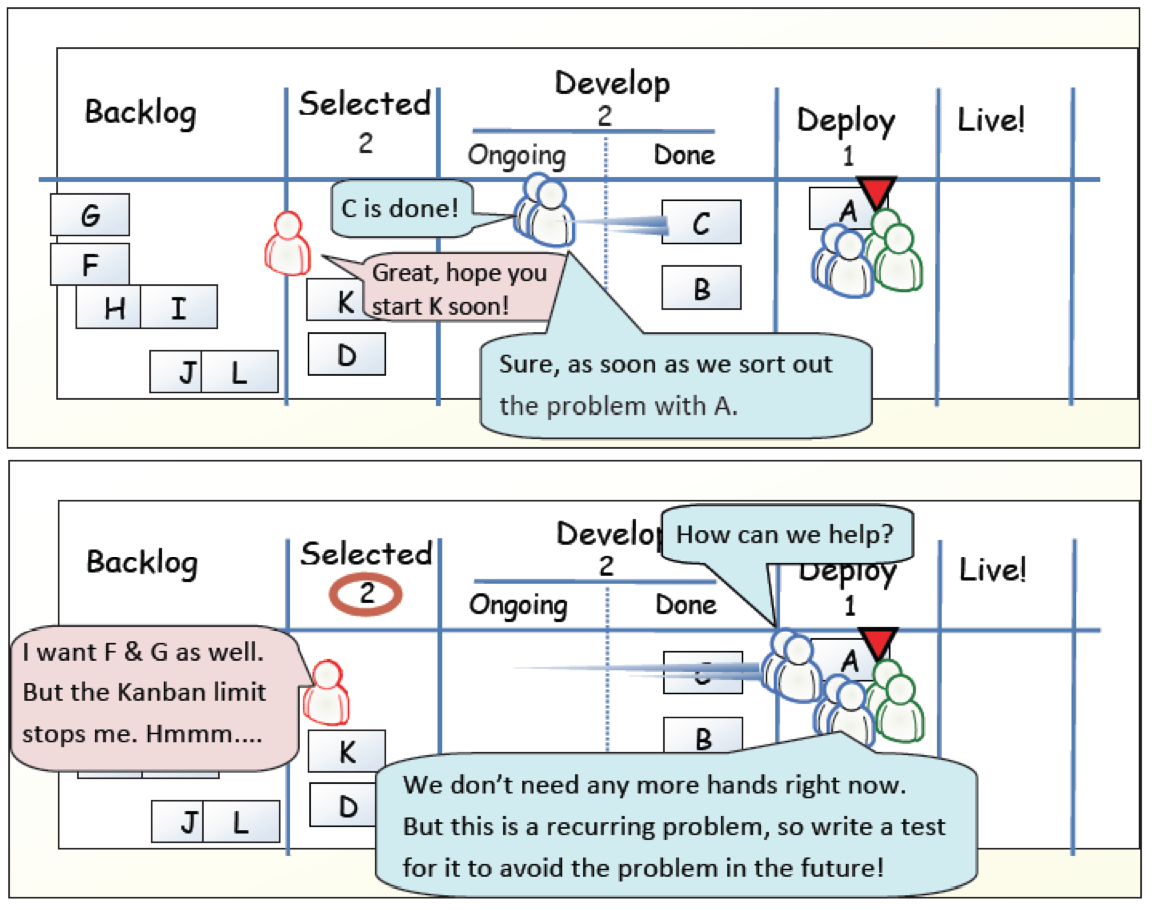 Backlog
Selected
2
Develop
2
Ongoing
Done
Deploy
1
Live!
G
F
H I
J L
C is done!
Great, hope you
start K soon!
K
D
C
B
A
Sure, as soon as we sort out
the problem with A.
Backlog
Selected
2
Develop
2
Ongoing
Done
How can we help?
Deploy
1
Live!
I want F & G as well.
But the Kanban limit
stops me. Hmmm....
J L
K
D
C
B
A
We don’t need any more hands right now.
But this is a recurring problem, so write a test
for it to avoid the problem in the future!